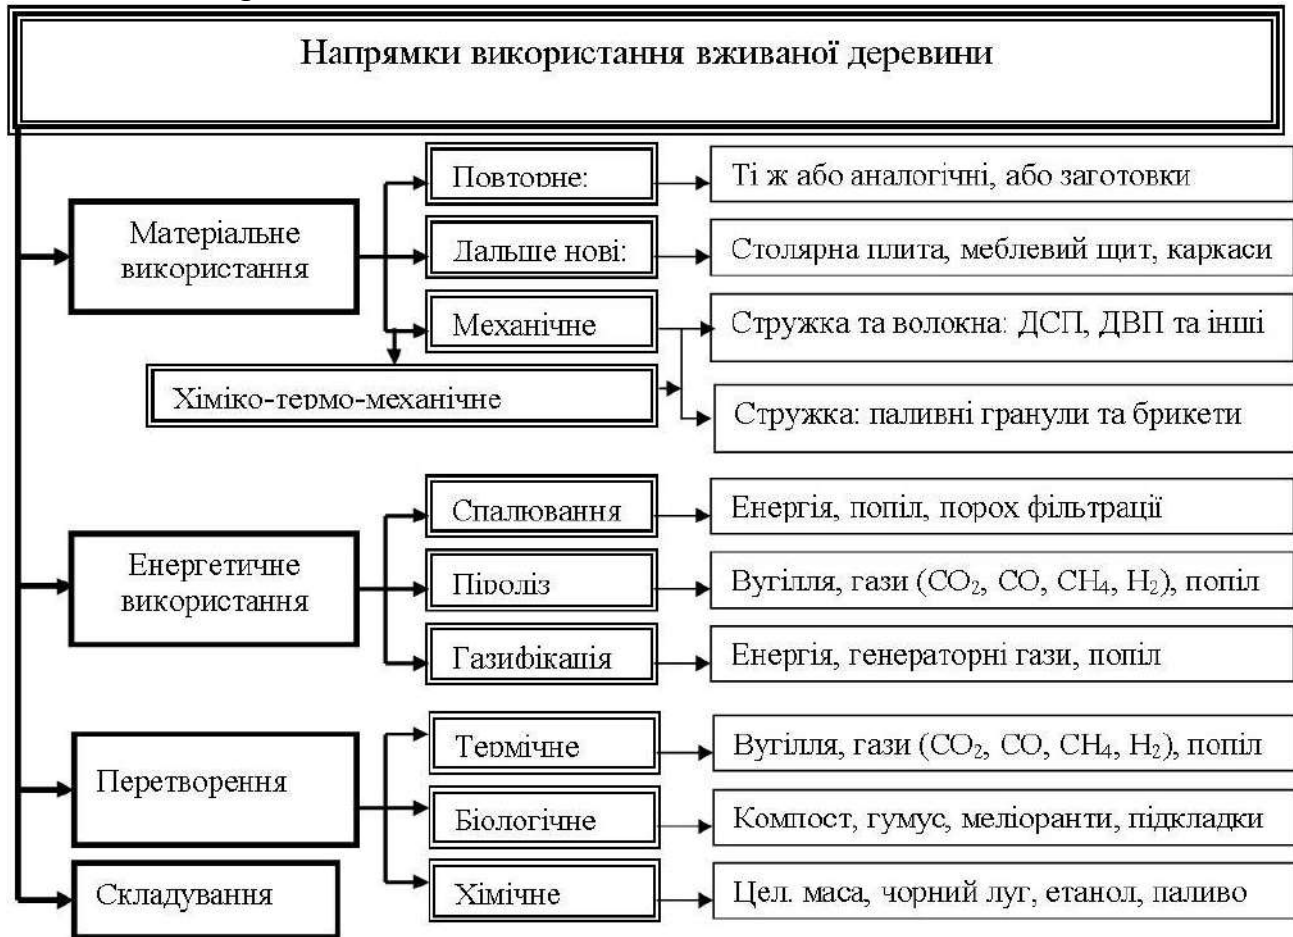 Напрямки використання вживаної деревини
Матеріальне
використання
Повторне:
Ті ж або аналогічні, або заготовки
Дальше нові:
Столярна плита, меблевий щит, каркаси
Механічне
Стружка та волокна: ДСП, ДВП та інші
Хіміко-термо-механічне
Стружка: паливні гранули та брикети
Енергетичне
використання
Спалювання
Енергія, попіл, порох фільтрації
Піроліз
Вугілля, гази (CO₂, CO, CH₄, H₂), попіл
Газифікація
Енергія, генераторні гази, попіл
Перетворення
Термічне
Вугілля, гази (CO₂, CO, CH₄, H₂), попіл
Біологічне
Компост, гумус, меліоранти, підкладки
Хімічне
Цел. маса, чорний луг, етанол, паливо
Складування